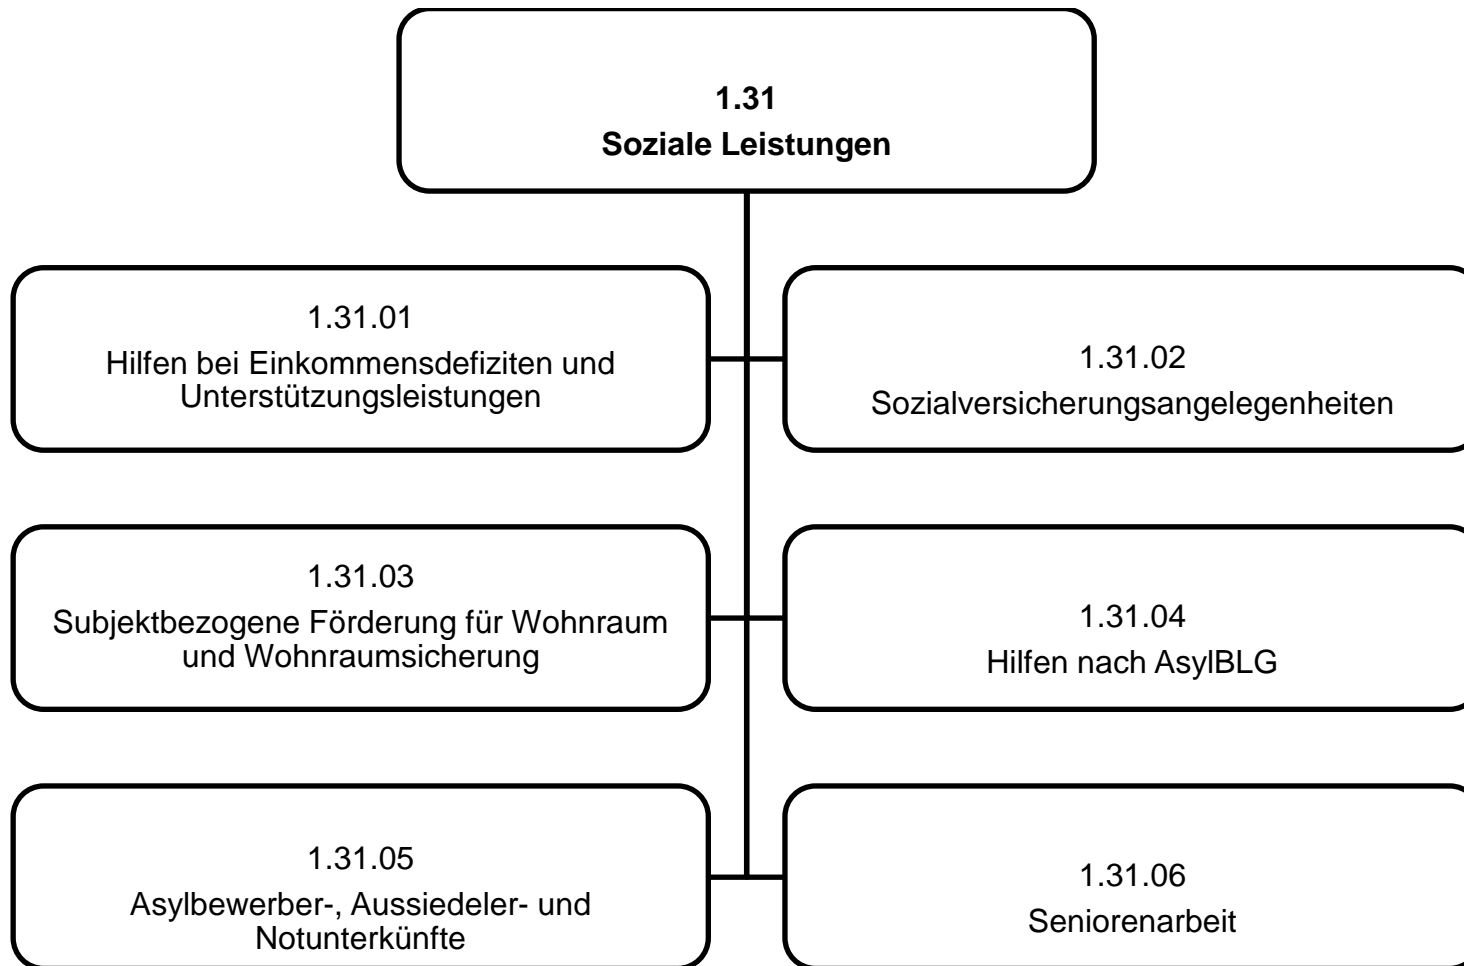 1.31
Soziale Leistungen
1.31.01
Hilfen bei Einkommensdefiziten und
Unterstützungsleistungen
1.31.02
Sozialversicherungsangelegenheiten
1.31.03
Subjektbezogene Förderung für Wohnraum
und Wohnraumsicherung
1.31.04
Hilfen nach AsylBLG
1.31.05
Asylbewerber-, Aussiedeler- und
Notunterkünfte
1.31.06
Seniorenarbeit